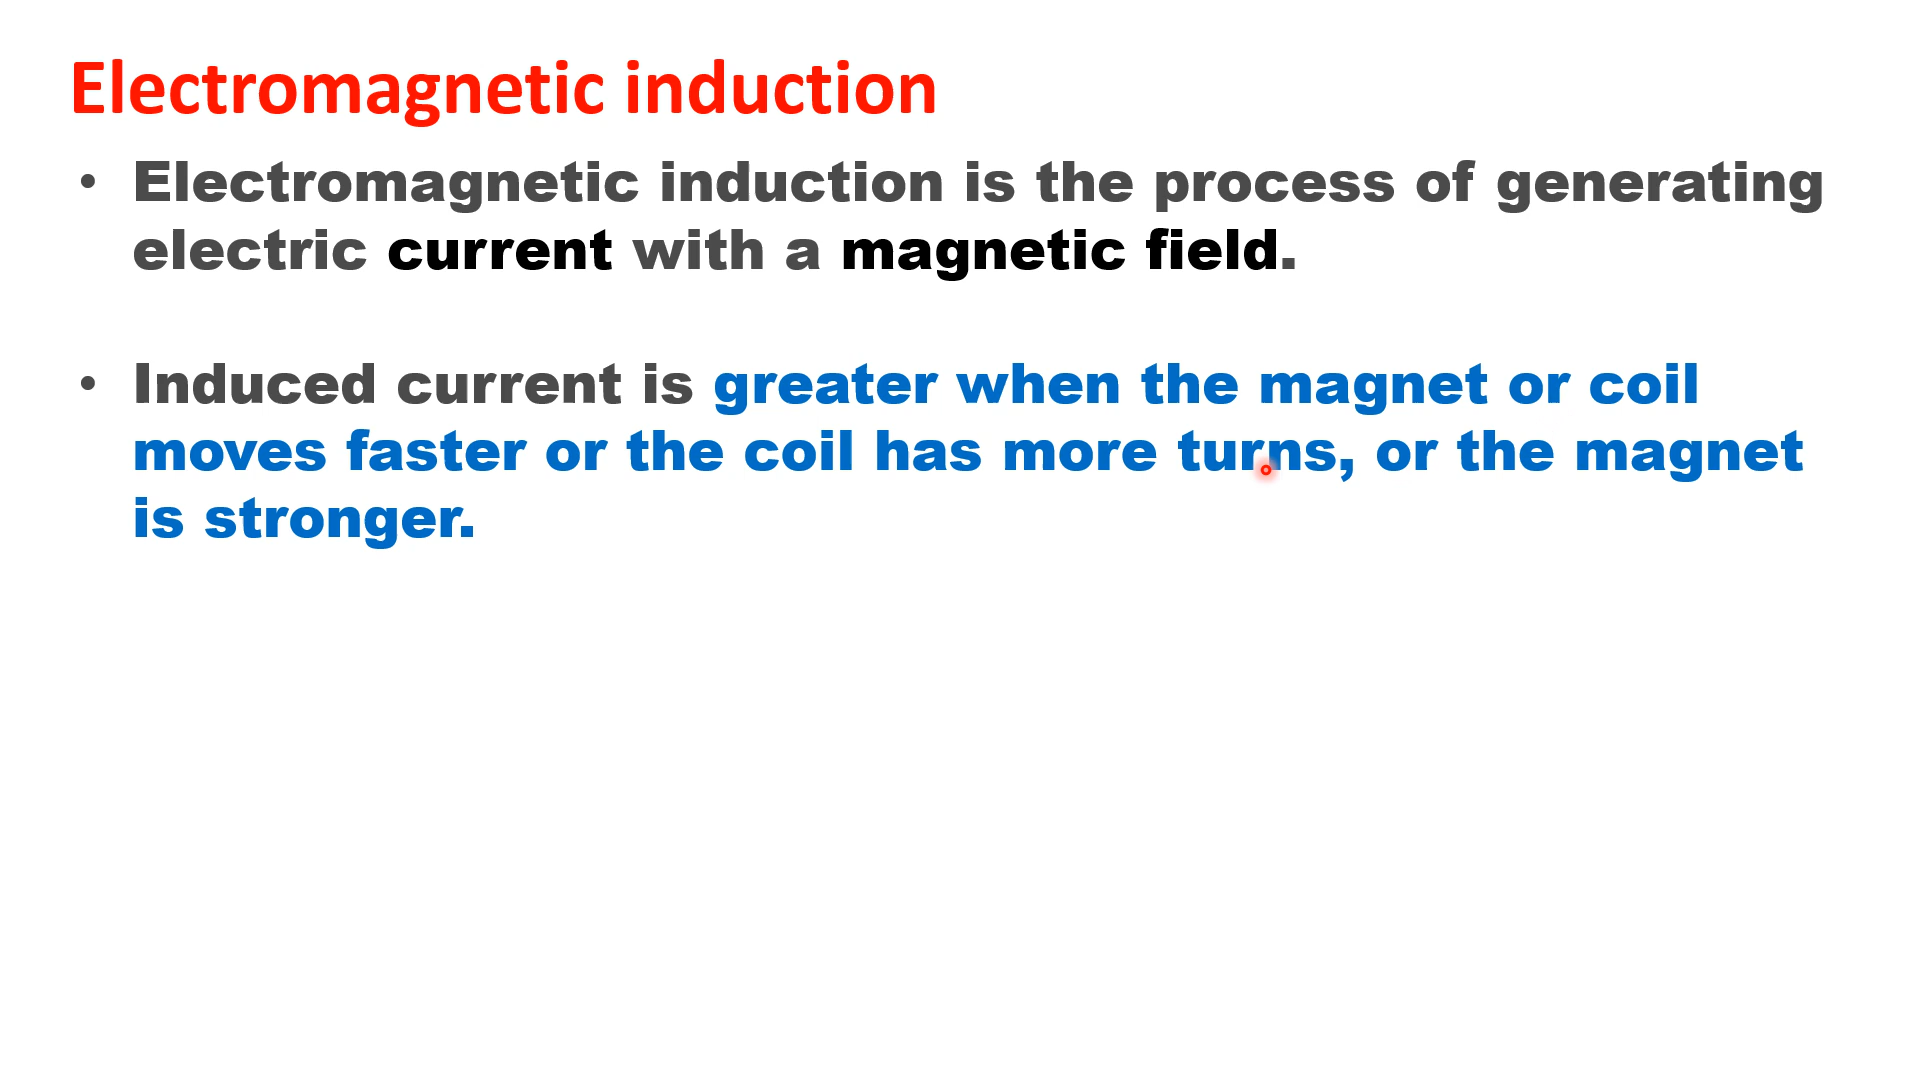 Electromagnetic induction
• Electromagnetic induction is the process of generating
electric current with a magnetic field.
• Induced current is greater when the magnet or coil
moves faster or the coil has more turns, or the magnet
is stronger.